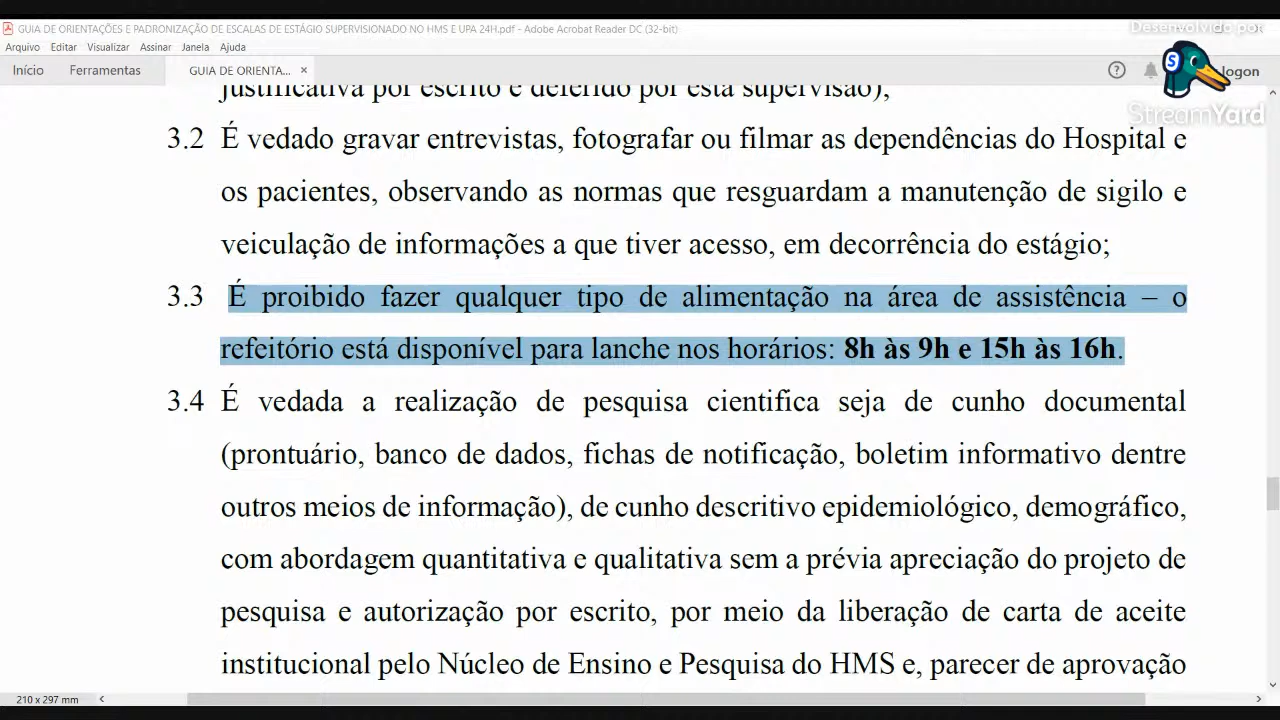 GUIA DE ORIENTAÇÕES E PADRONIZAÇÃO DE ESCALAS DE ESTÁGIO SUPERVISIONADO NO HMS E UPA 24H.pdf - Adobe Acrobat Reader DC (32-bit)
Desenvolvido por
Arquivo Editar Visualizar Assinar Janela Ajuda
Início Ferramentas GUIA DE ORIENTA... × logon
StreamYard
justificativa por escrito e deferido por esta supervisão),
3.2 É vedado gravar entrevistas, fotografar ou filmar as dependências do Hospital e
os pacientes, observando as normas que resguardam a manutenção de sigilo e
veiculação de informações a que tiver acesso, em decorrência do estágio;
3.3 É proibido fazer qualquer tipo de alimentação na área de assistência – o
refeitório está disponível para lanche nos horários: 8h às 9h e 15h às 16h.
3.4 É vedada a realização de pesquisa cientifica seja de cunho documental
(prontuário, banco de dados, fichas de notificação, boletim informativo dentre
outros meios de informação), de cunho descritivo epidemiológico, demográfico,
com abordagem quantitativa e qualitativa sem a prévia apreciação do projeto de
pesquisa e autorização por escrito, por meio da liberação de carta de aceite
institucional pelo Núcleo de Ensino e Pesquisa do HMS e, parecer de aprovação
210 x 297 mm